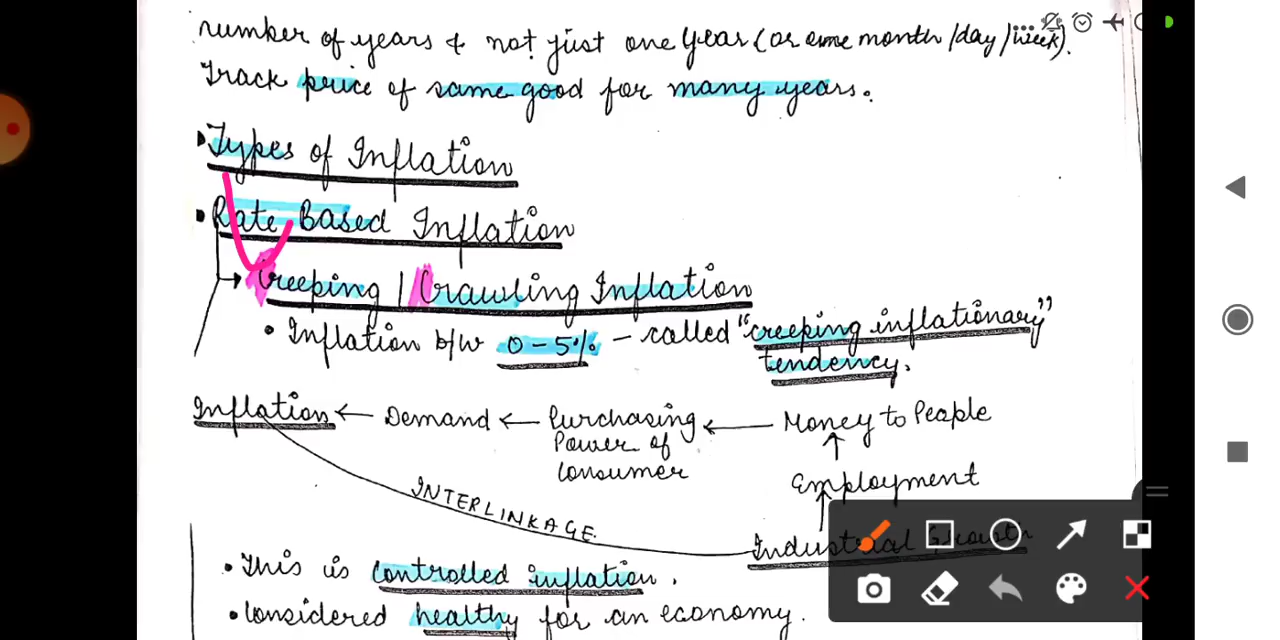 number of years & not just one year (or one month/day/week).
Track price of same good for many years.
Types of Inflation
Rate Based Inflation
Creeping | Crawling Inflation
Inflation b/w 0-5% - called "creeping inflationary"
tendency.
Inflation ← Demand ← Purchasing Power of Consumer ← Money to People
Employment
INTERLINKAGE
Industrial Growth
This is controlled inflation.
Considered healthy for an economy.